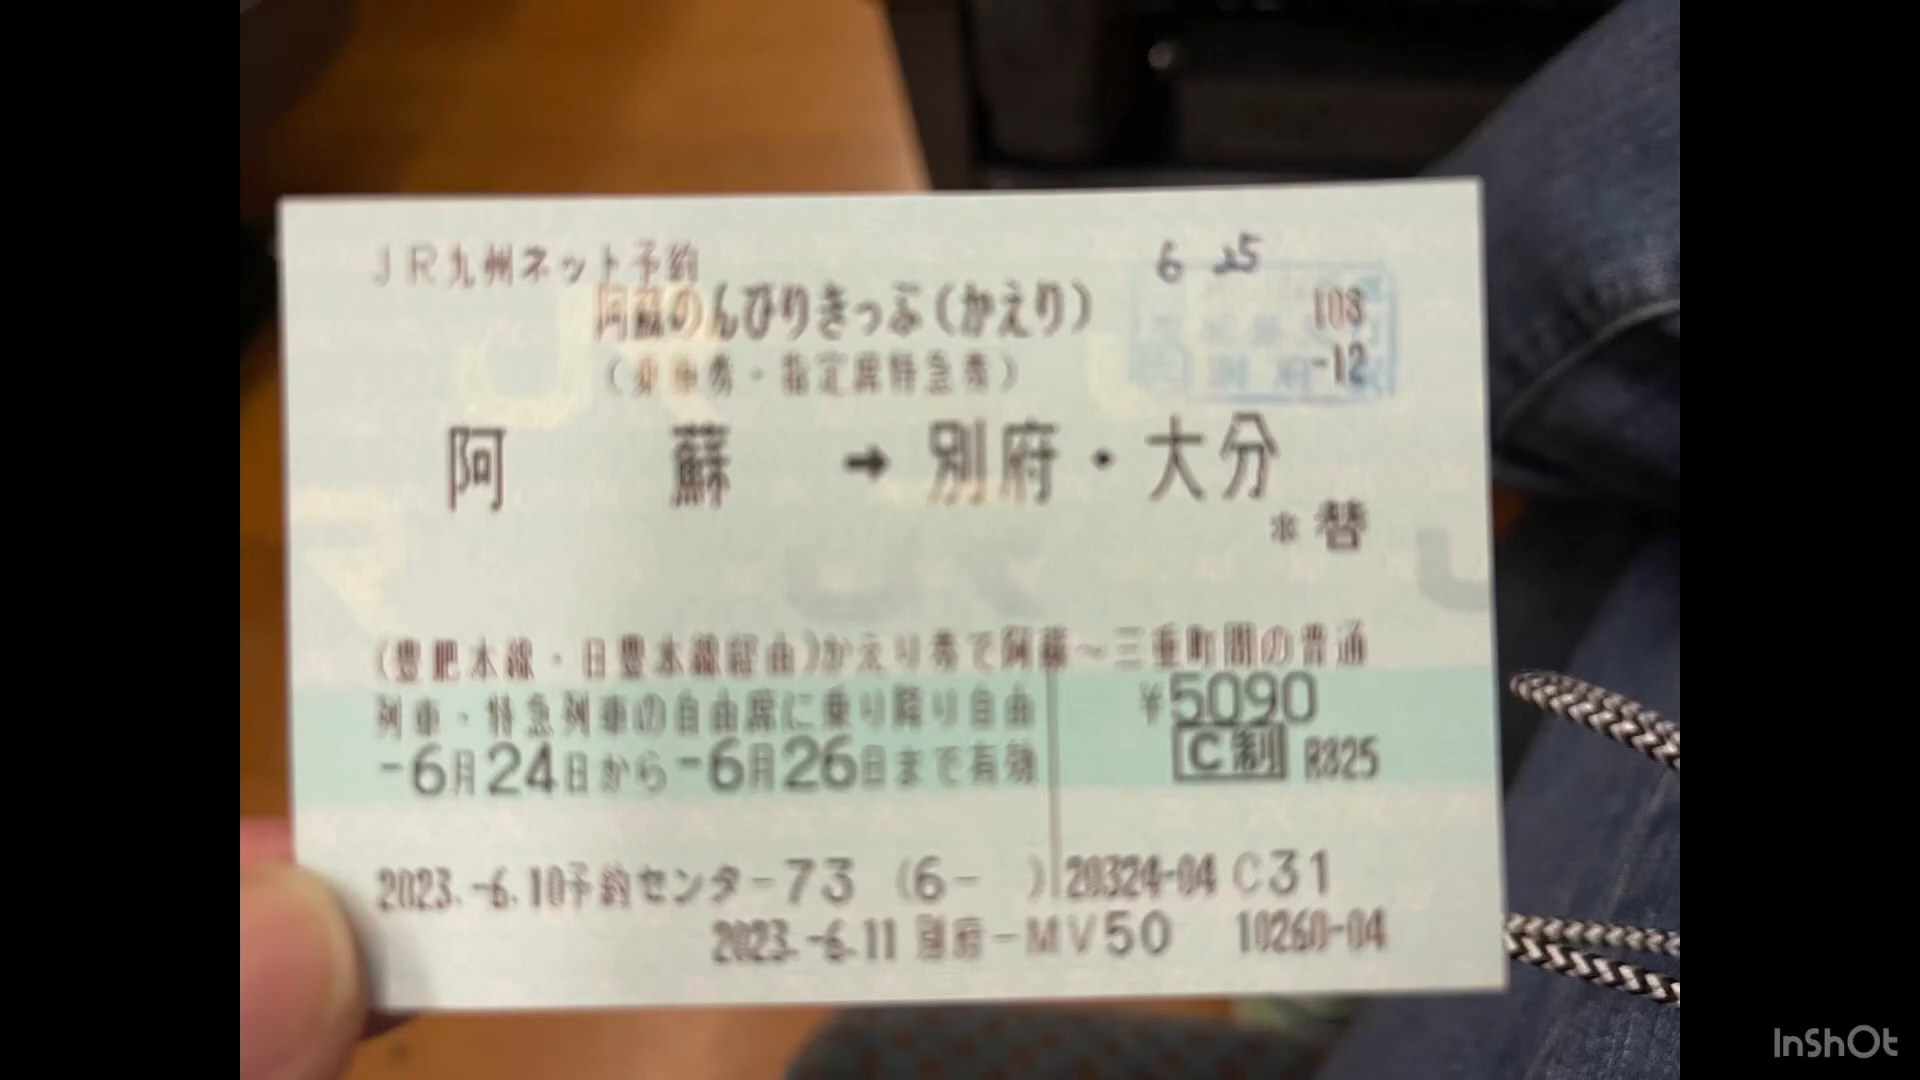 JR九州ネット予約
6 25
阿蘇のんびりきっぷ(かえり)
108
-12
(乗車券・指定席特急券)
阿 蘇 → 別府・大分
*替
(豊肥本線・日豊本線経由)かえり券で阿蘇~三重町間の普通
列車・特急列車の自由席に乗り降り自由
¥5090
-6月24日から-6月26日まで有効
C割 R325
2023.-6.10予約センター73 (6- ) 20324-04 C31
2023.-6.11 別府-MV50 10260-04
InShOt